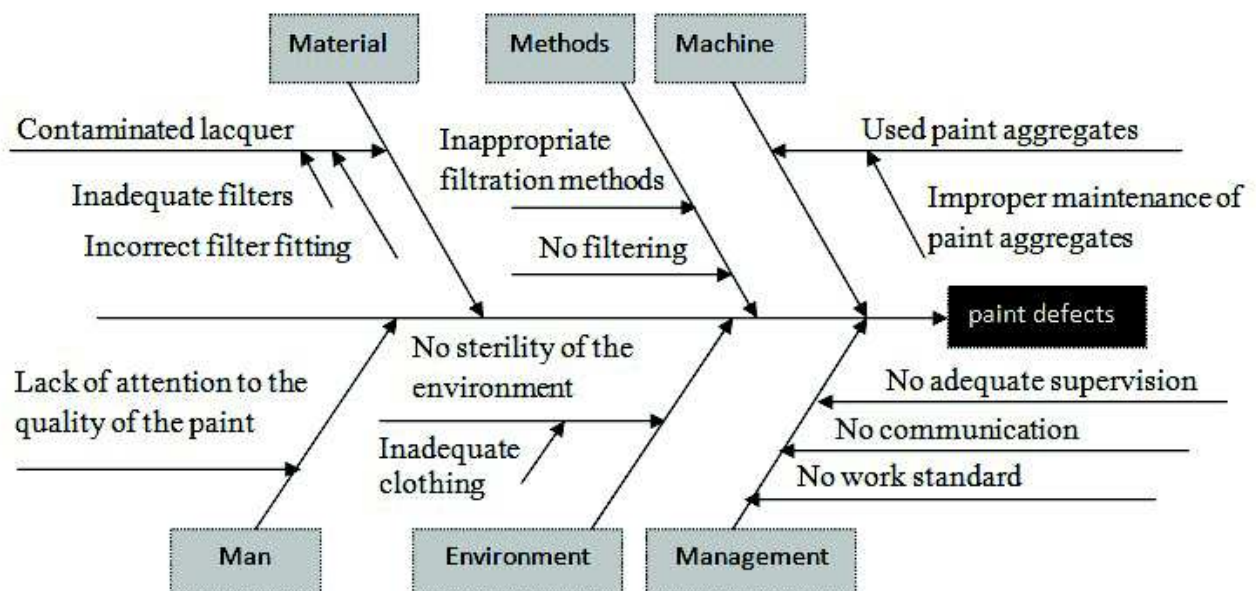 Material
Methods
Machine
Contaminated lacquer
Inadequate filters
Incorrect filter fitting
Inappropriate
filtration methods
No filtering
Used paint aggregates
Improper maintenance of
paint aggregates
paint defects
Lack of attention to the
quality of the paint
No sterility of the
environment
Inadequate
clothing
No adequate supervision
No communication
No work standard
Man
Environment
Management